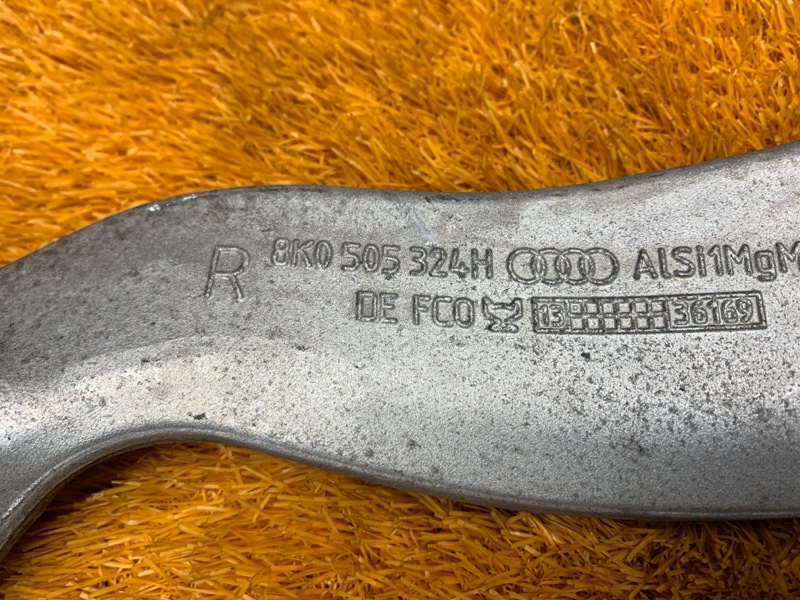 R 8K0 505 324H AlSi1MgM
DE FCO 13 36169